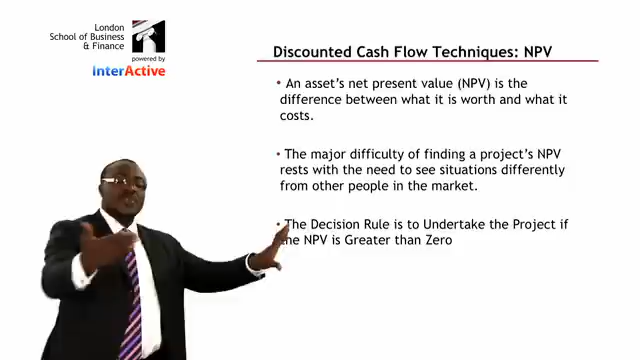 London
School of Business
& Finance
powered by
InterActive
Discounted Cash Flow Techniques: NPV
• An asset's net present value (NPV) is the
difference between what it is worth and what it
costs.
• The major difficulty of finding a project's NPV
rests with the need to see situations differently
from other people in the market.
• The Decision Rule is to Undertake the Project if
the NPV is Greater than Zero